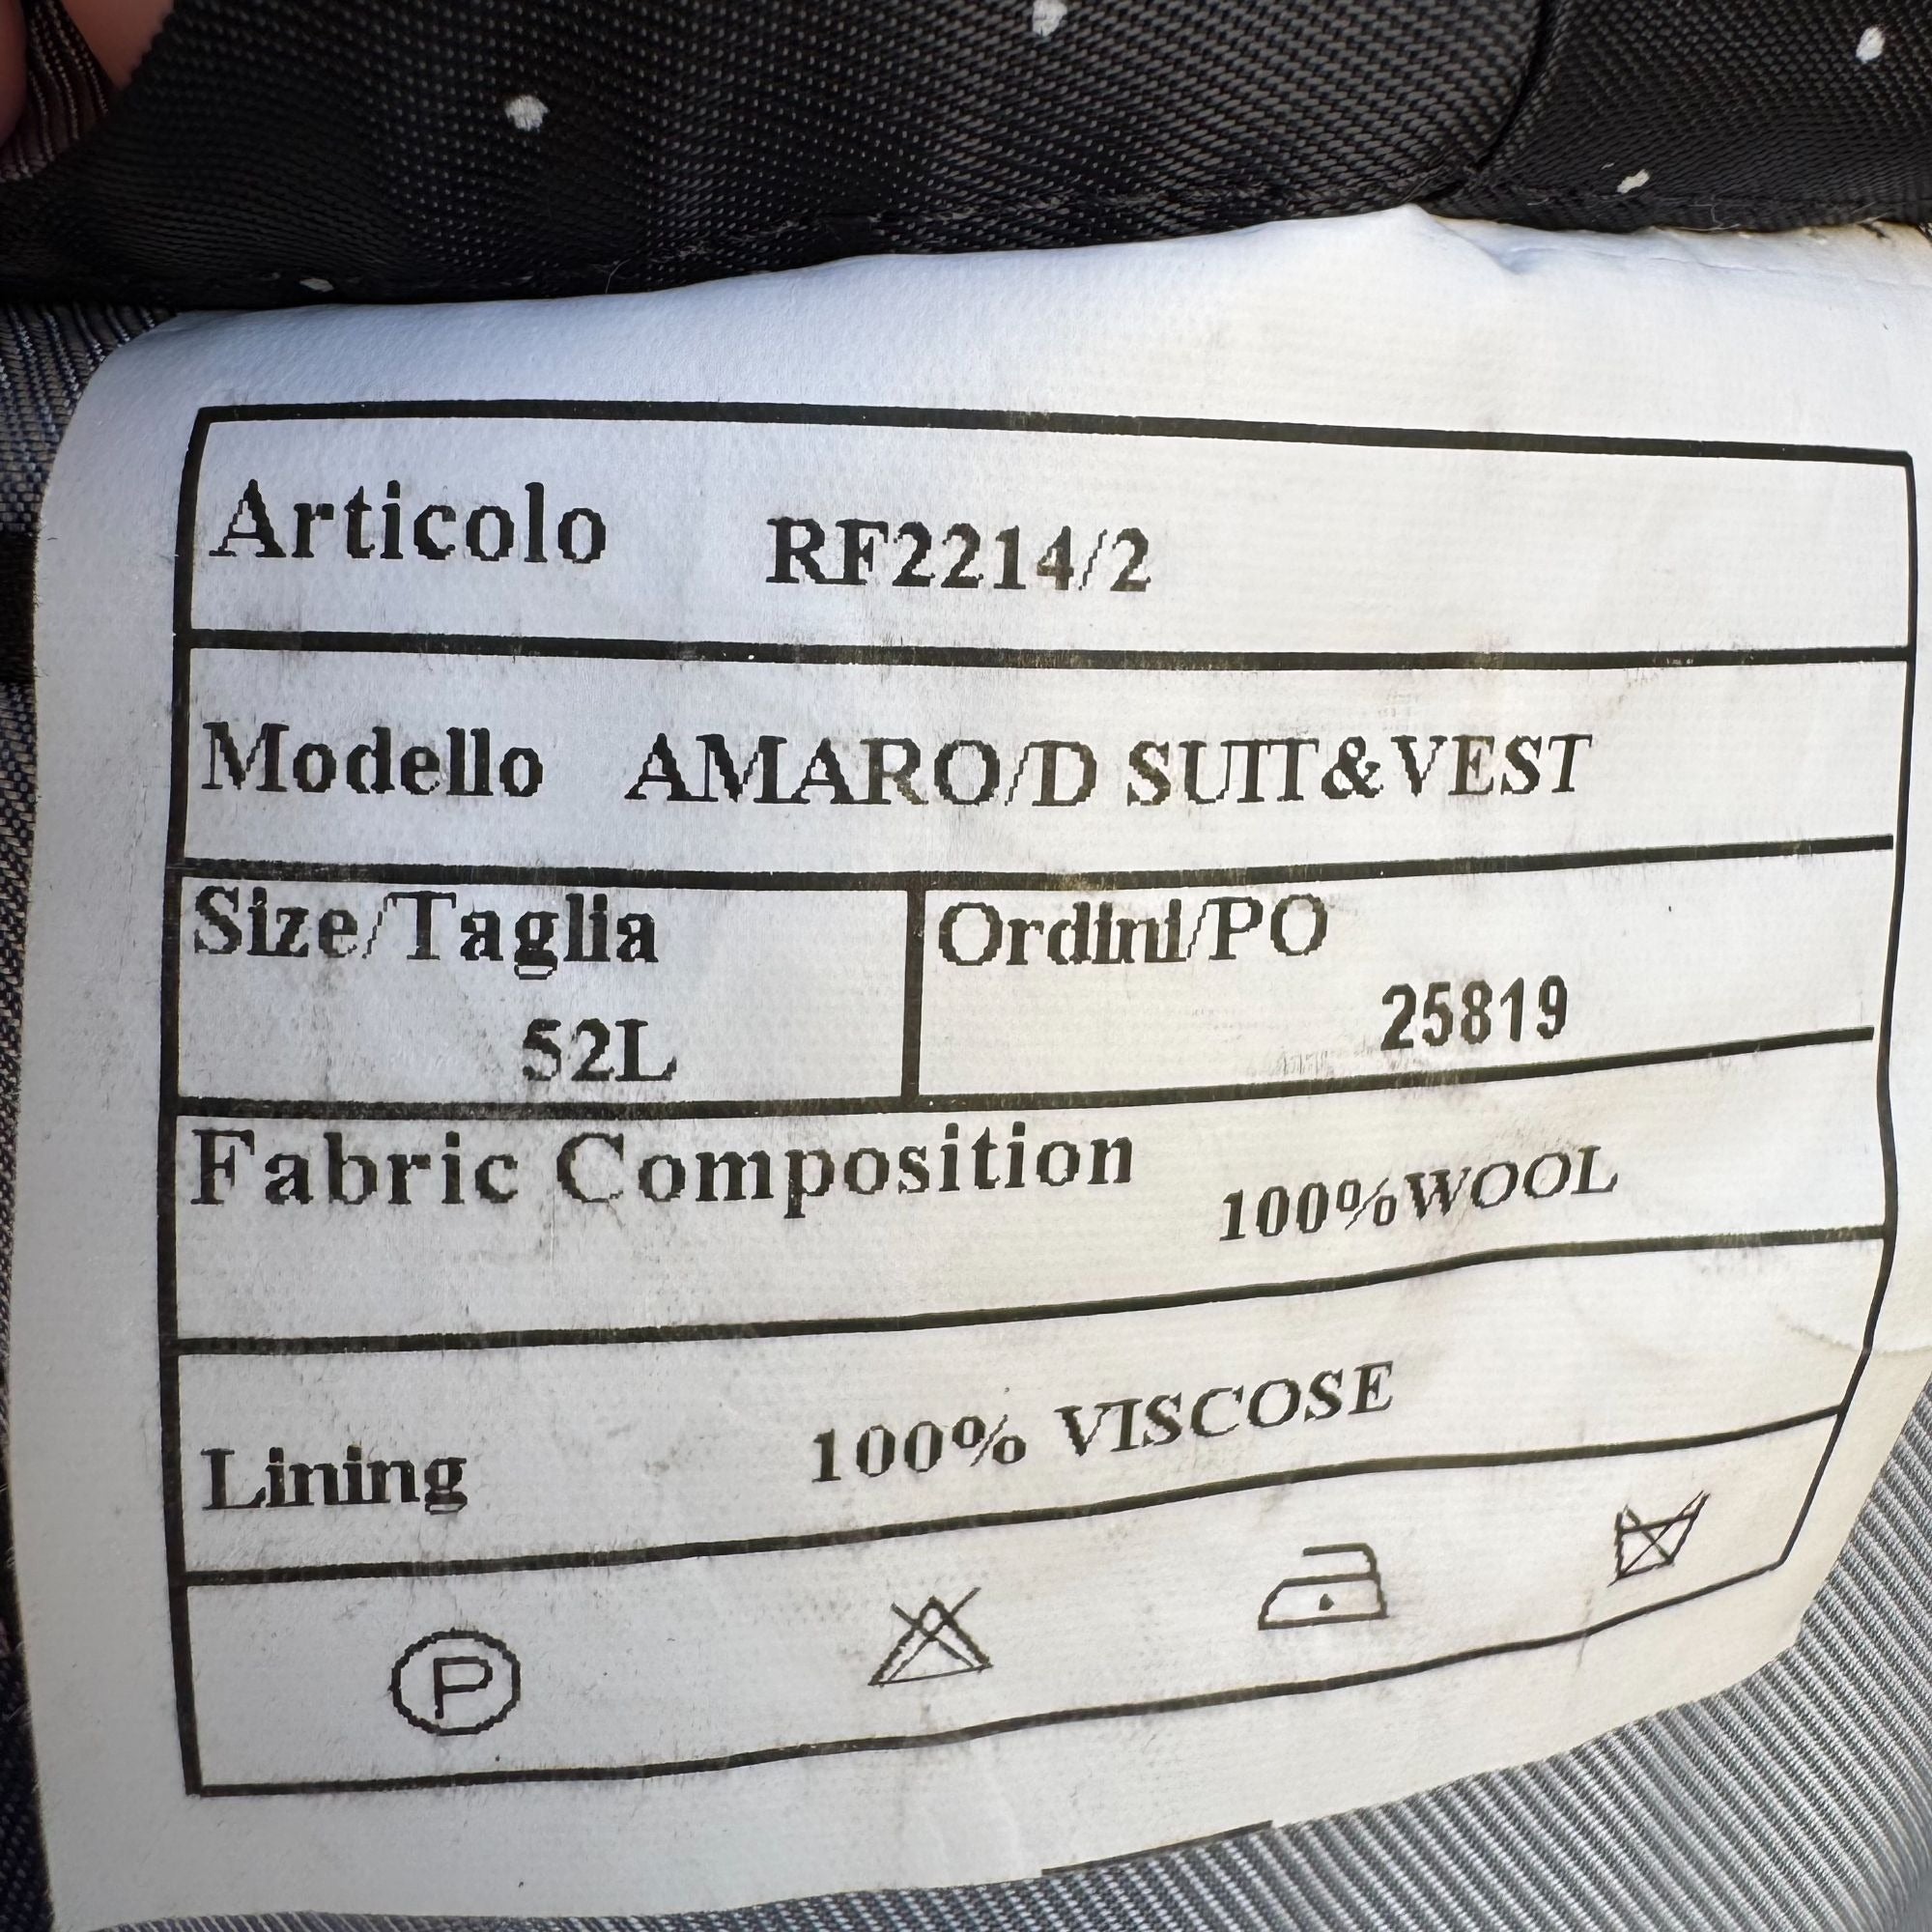 Articolo RF2214/2
Modello AMARO/D SUIT&VEST
Size/Taglia
52L
Ordini/PO
25819
Fabric Composition 100%WOOL
Lining 100% VISCOSE
P